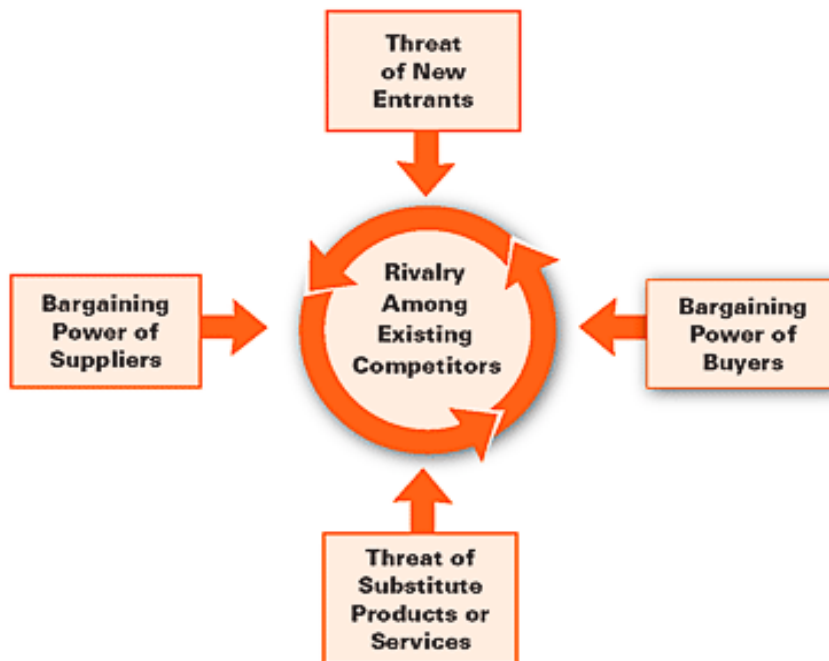 Threat
of New
Entrants
Rivalry
Among
Existing
Competitors
Bargaining
Power of
Suppliers
Bargaining
Power of
Buyers
Threat of
Substitute
Products or
Services